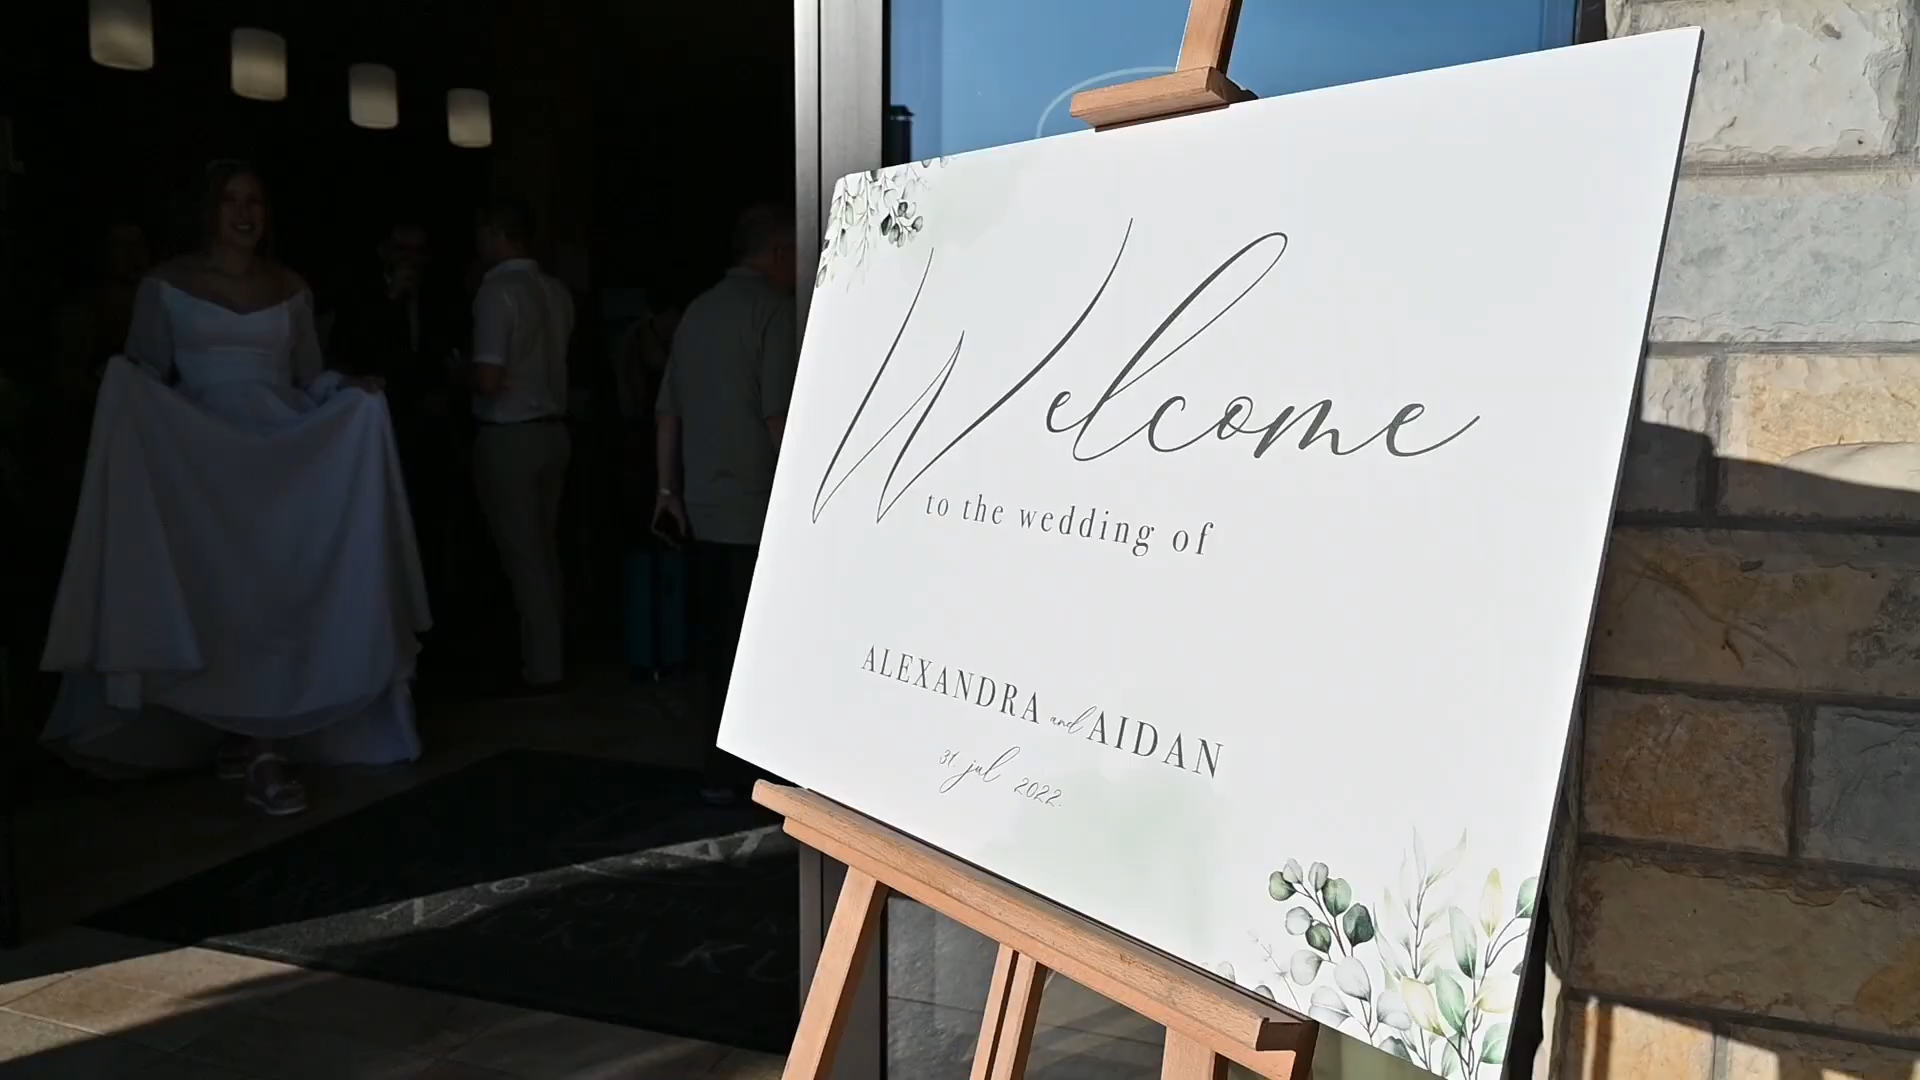 Welcome
to the wedding of
ALEXANDRA and AIDAN
31. jul 2022.